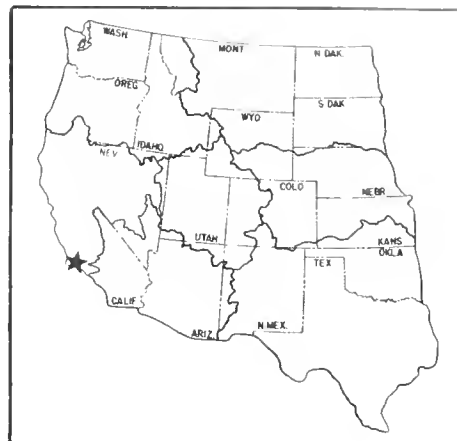 WASH
MONT
N DAK.
OREG
S DAK
WYO
IDAHO
NEV
NEBR
COLO
UTAH
KANS
OKLA
TEX
CALIF
ARIZ.
N.MEX.